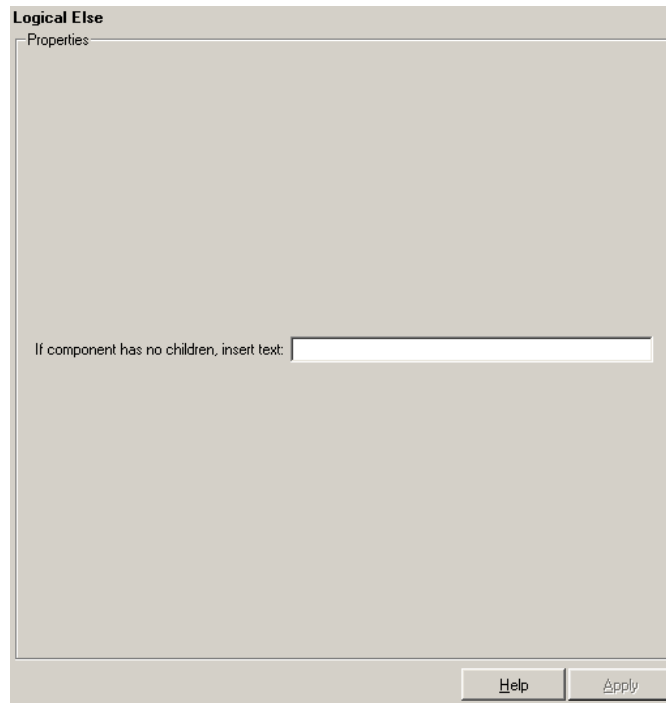 Logical Else
Properties
If component has no children, insert text:
Help
Apply